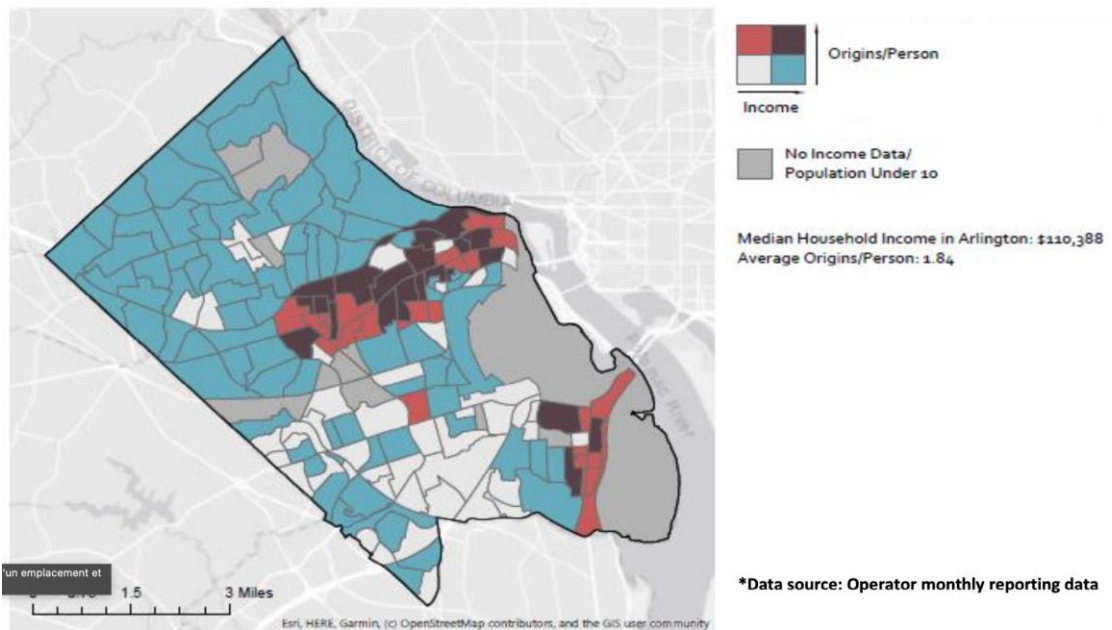 Origins/Person
Income
No Income Data/
Population Under 10
Median Household Income in Arlington: $110,388
Average Origins/Person: 1.84
DISTRICT OF COLUMBIA
Potomac River
'un emplacement et
1.5
3 Miles
*Data source: Operator monthly reporting data
Esri, HERE, Garmin, (c) OpenStreetMap contributors, and the GIS user community